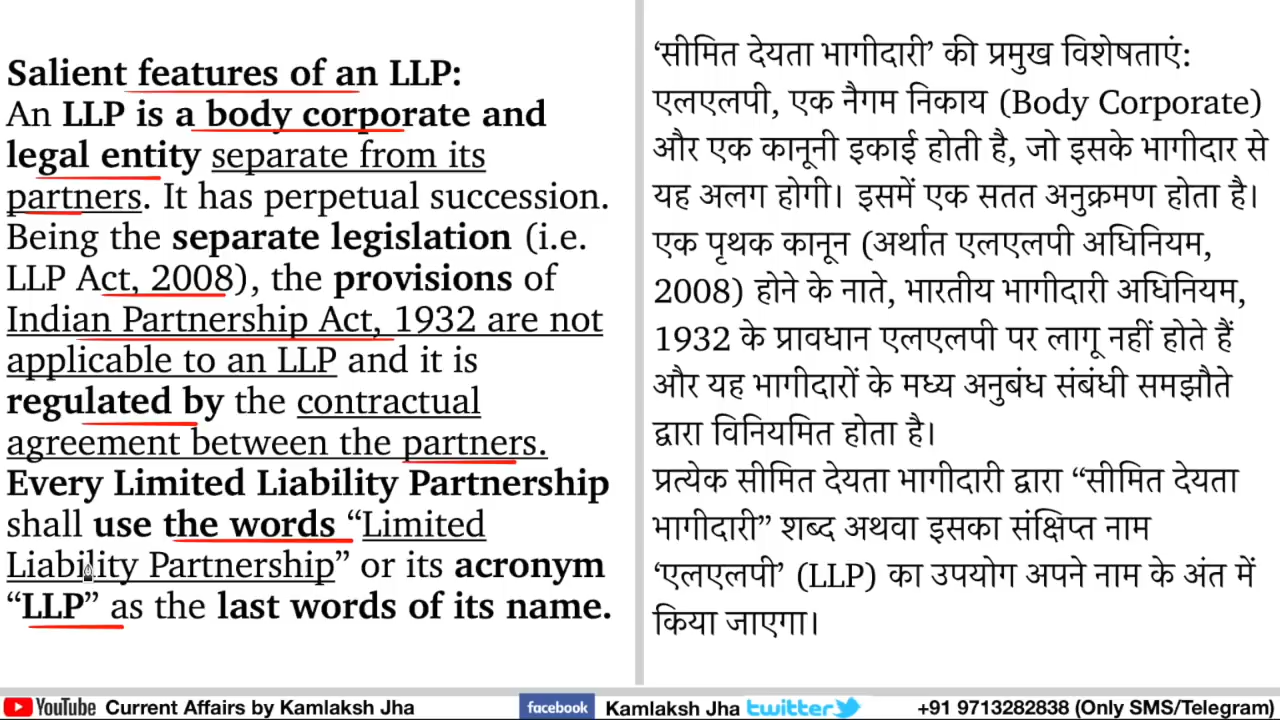 Salient features of an LLP:
An LLP is a body corporate and
legal entity separate from its
partners. It has perpetual succession.
Being the separate legislation (i.e.
LLP Act, 2008), the provisions of
Indian Partnership Act, 1932 are not
applicable to an LLP and it is
regulated by the contractual
agreement between the partners.
Every Limited Liability Partnership
shall use the words “Limited
Liability Partnership” or its acronym
“LLP” as the last words of its name.
‘सीमित देयता भागीदारी’ की प्रमुख विशेषताएं:
एलएलपी, एक नैगम निकाय (Body Corporate)
और एक कानूनी इकाई होती है, जो इसके भागीदार से
यह अलग होगी। इसमें एक सतत अनुक्रमण होता है।
एक पृथक कानून (अर्थात एलएलपी अधिनियम,
2008) होने के नाते, भारतीय भागीदारी अधिनियम,
1932 के प्रावधान एलएलपी पर लागू नहीं होते हैं
और यह भागीदारों के मध्य अनुबंध संबंधी समझौते
द्वारा विनियमित होता है।
प्रत्येक सीमित देयता भागीदारी द्वारा “सीमित देयता
भागीदारी” शब्द अथवा इसका संक्षिप्त नाम
‘एलएलपी’ (LLP) का उपयोग अपने नाम के अंत में
किया जाएगा।
YouTube Current Affairs by Kamlaksh Jha facebook Kamlaksh Jha twitter +91 9713282838 (Only SMS/Telegram)